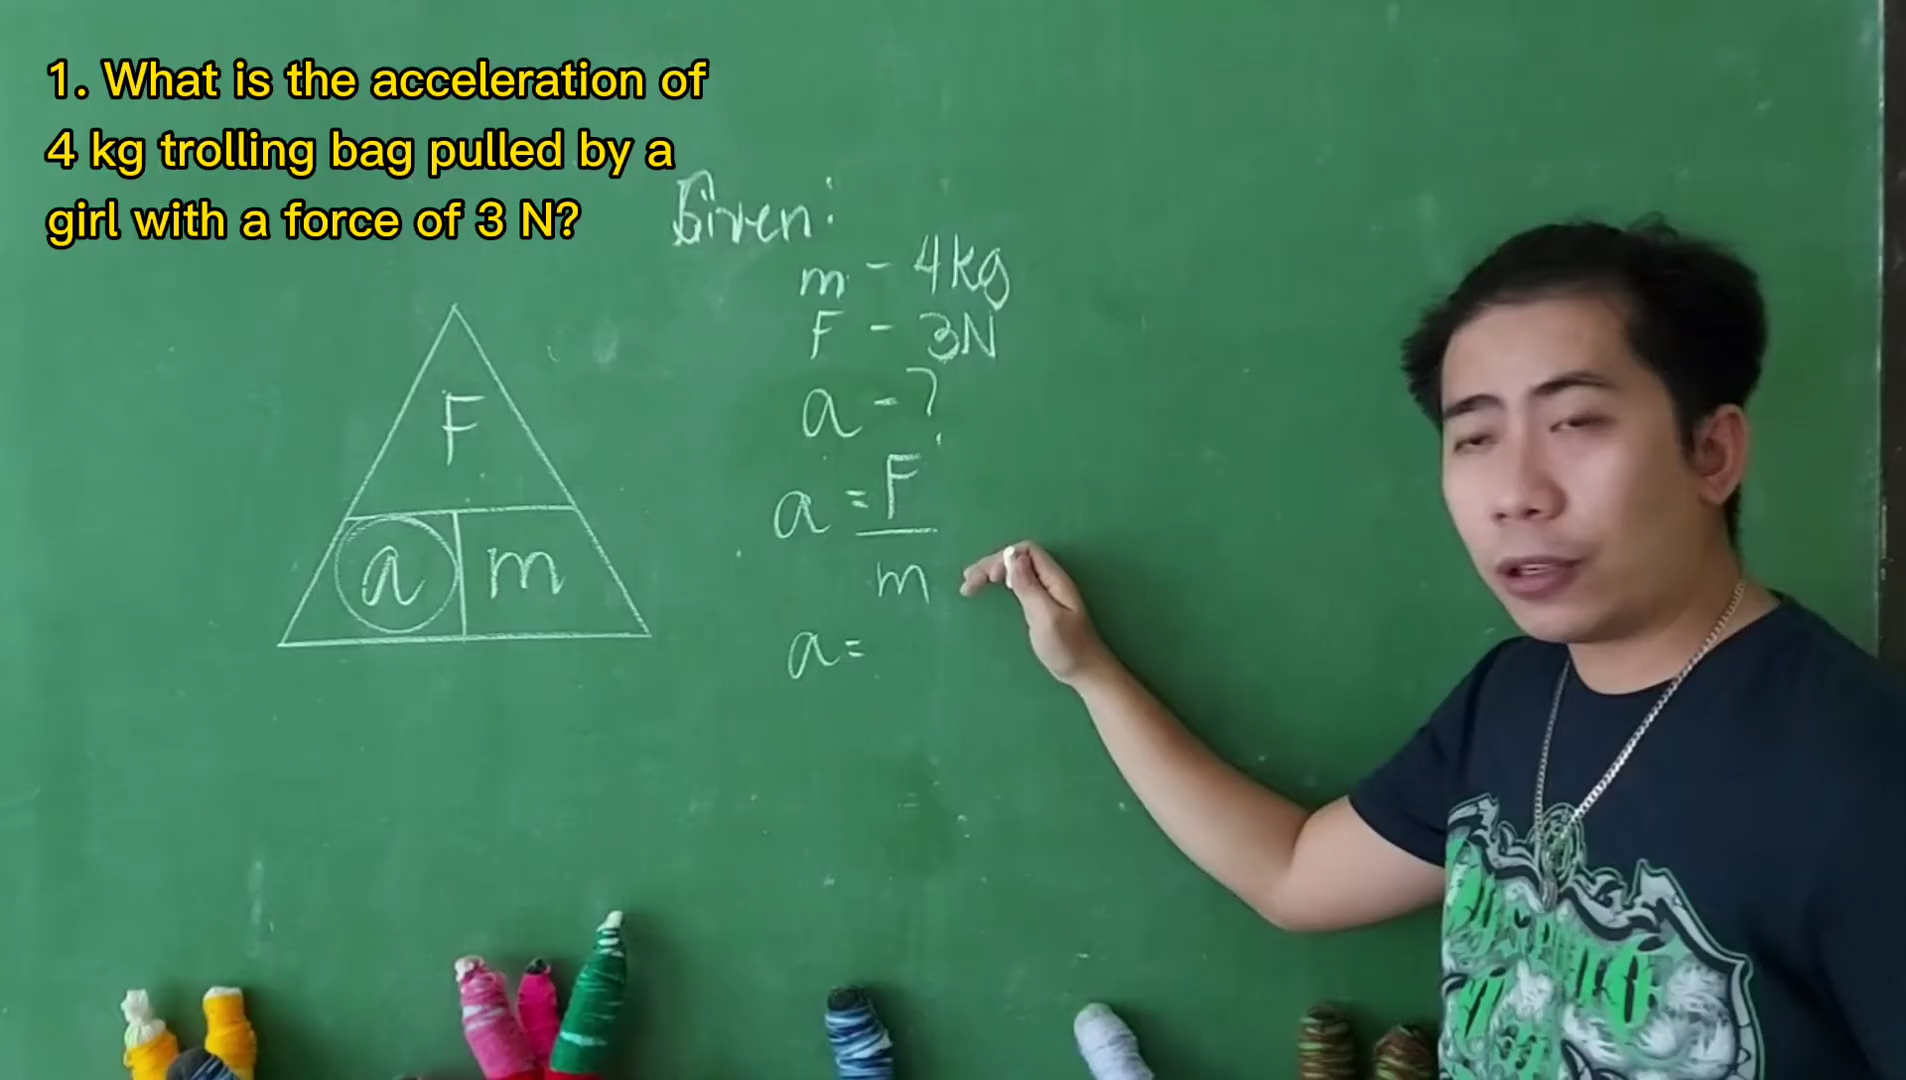 1. What is the acceleration of
4 kg trolling bag pulled by a
girl with a force of 3 N?
Given:
m - 4kg
F - 3N
a - ?
a = F
m
a =
F
a m